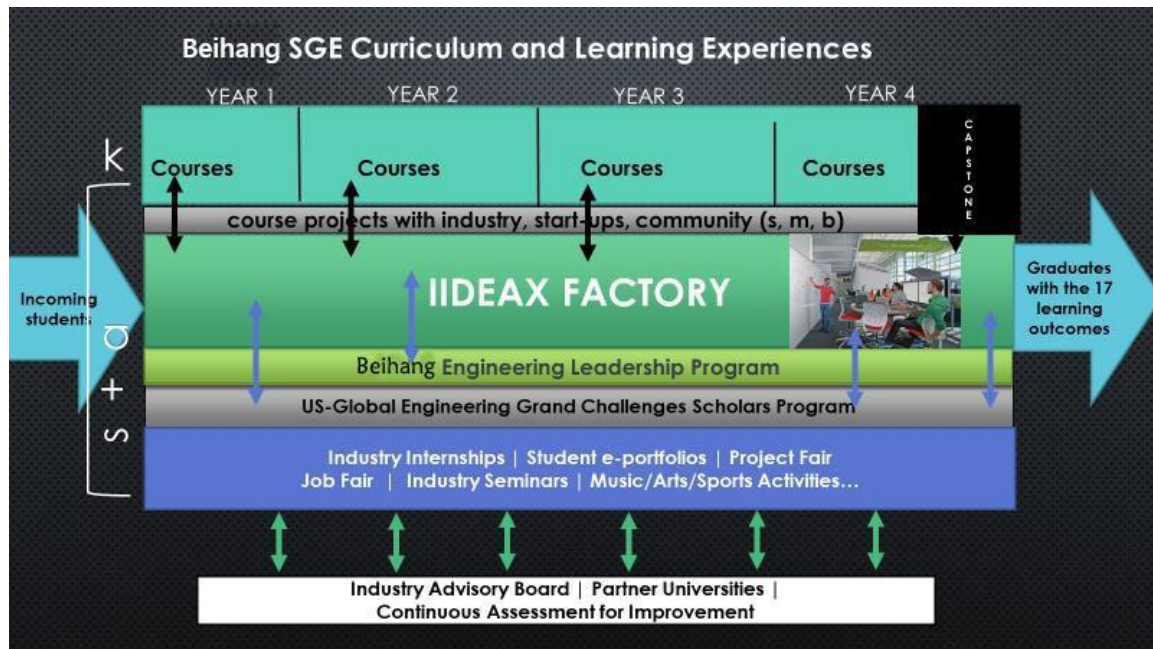 Beihang SGE Curriculum and Learning Experiences
YEAR 1 YEAR 2 YEAR 3 YEAR 4
k
Courses Courses Courses Courses
CAPSTONE
course projects with industry, start-ups, community (s, m, b)
IIDEAX FACTORY
Incoming
students
Graduates
with the 17
learning
outcomes
s + a
Beihang Engineering Leadership Program
US-Global Engineering Grand Challenges Scholars Program
Industry Internships | Student e-portfolios | Project Fair
Job Fair | Industry Seminars | Music/Arts/Sports Activities...
Industry Advisory Board | Partner Universities |
Continuous Assessment for Improvement